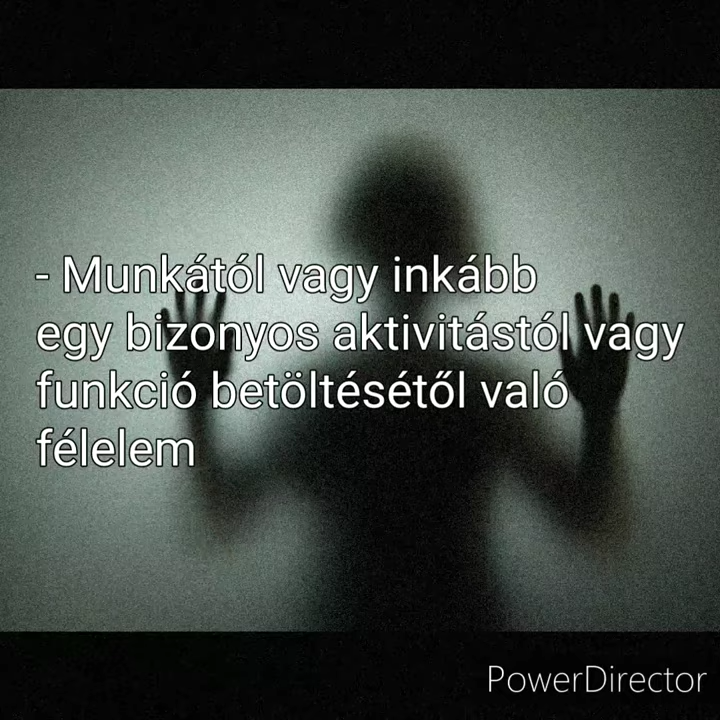 - Munkától vagy inkább
egy bizonyos aktivitástól vagy
funkció betöltésétől való
félelem
PowerDirector